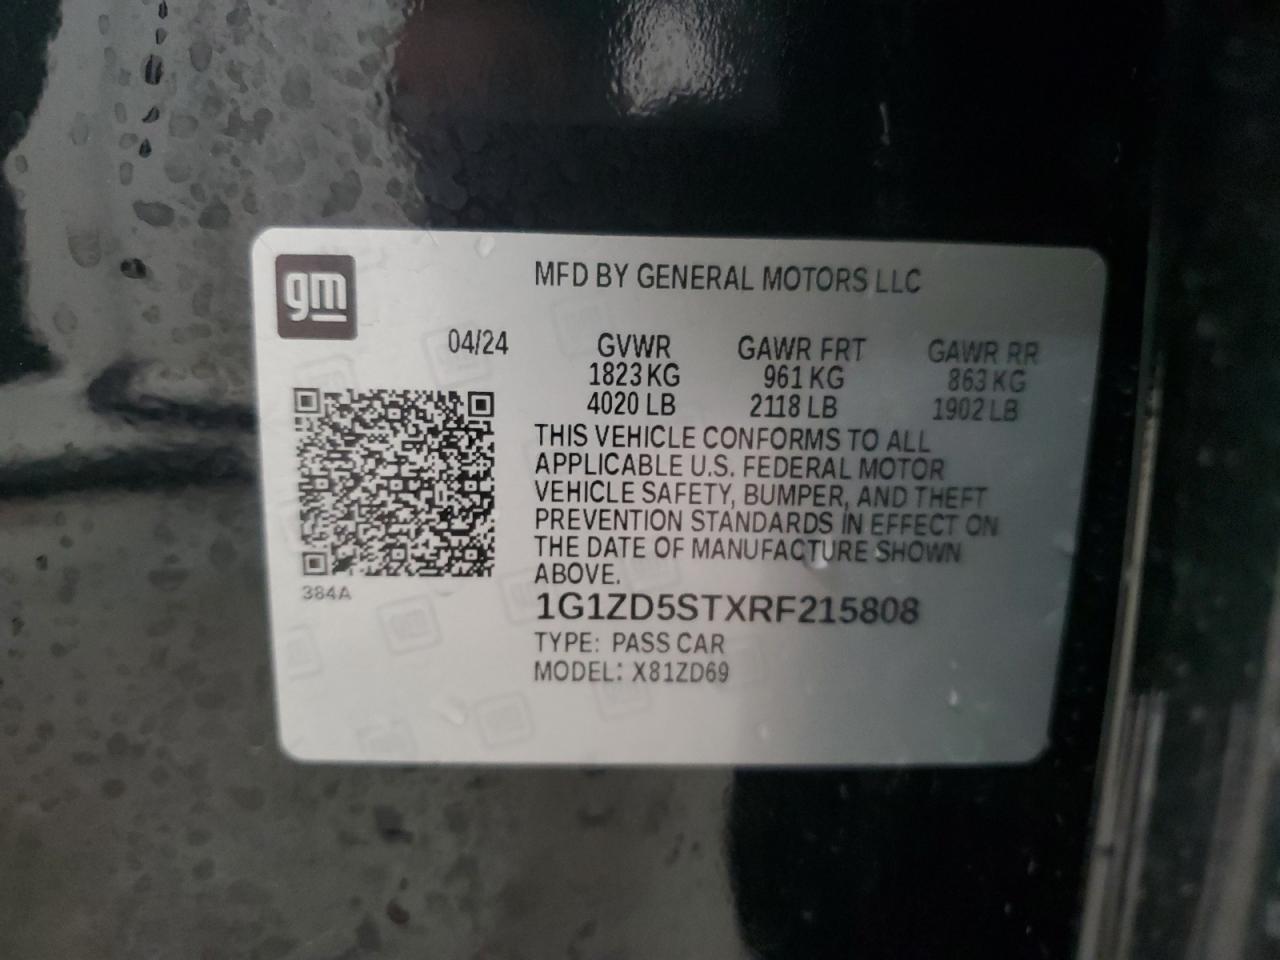 gm
MFD BY GENERAL MOTORS LLC
04/24 GVWR GAWR FRT GAWR RR
1823 KG 961 KG 863 KG
4020 LB 2118 LB 1902 LB
THIS VEHICLE CONFORMS TO ALL
APPLICABLE U.S. FEDERAL MOTOR
VEHICLE SAFETY, BUMPER, AND THEFT
PREVENTION STANDARDS IN EFFECT ON
THE DATE OF MANUFACTURE SHOWN
ABOVE.
384A
1G1ZD5STXRF215808
TYPE: PASS CAR
MODEL: X81ZD69